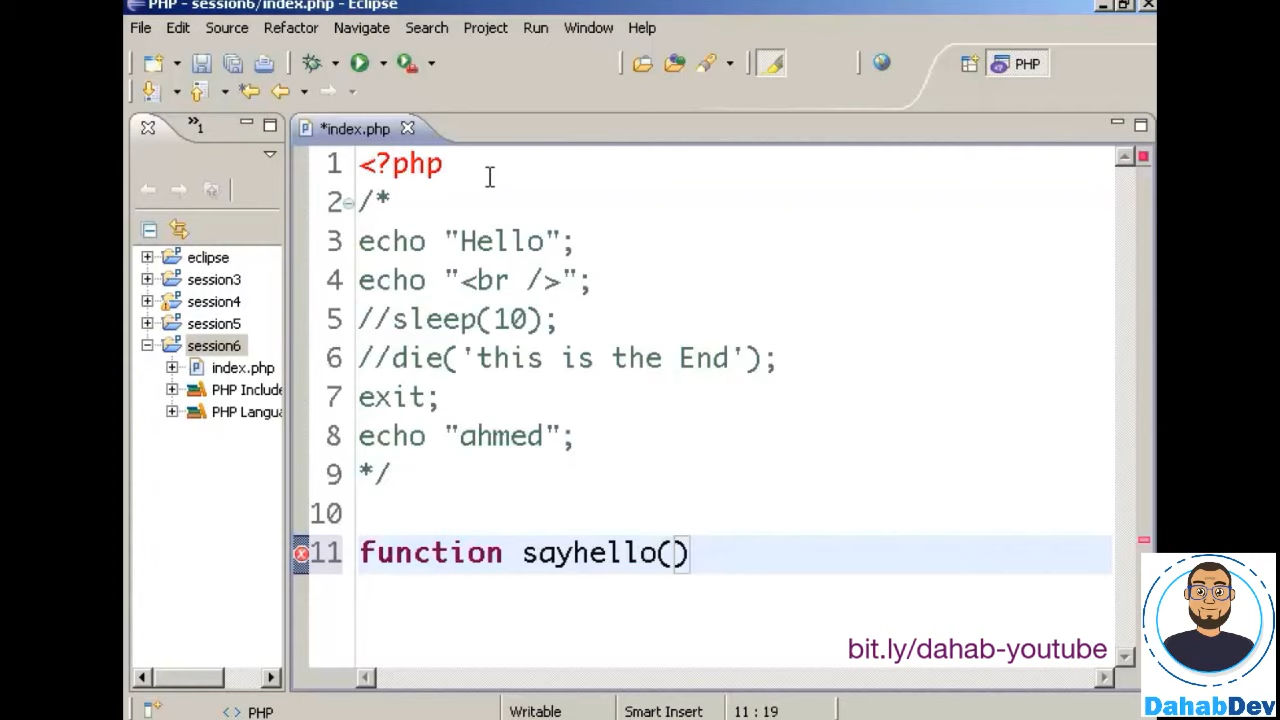 PHP - session6/index.php - Eclipse
File Edit Source Refactor Navigate Search Project Run Window Help
PHP
1
*index.php
1 <?php
2 /*
3 echo "Hello";
4 echo "<br />";
5 //sleep(10);
6 //die('this is the End');
7 exit;
8 echo "ahmed";
9 */
10
11 function sayhello()
eclipse
session3
session4
session5
session6
index.php
PHP Include
PHP Langua
bit.ly/dahab-youtube
<> PHP
Writable
Smart Insert
11 : 19
DahabDev